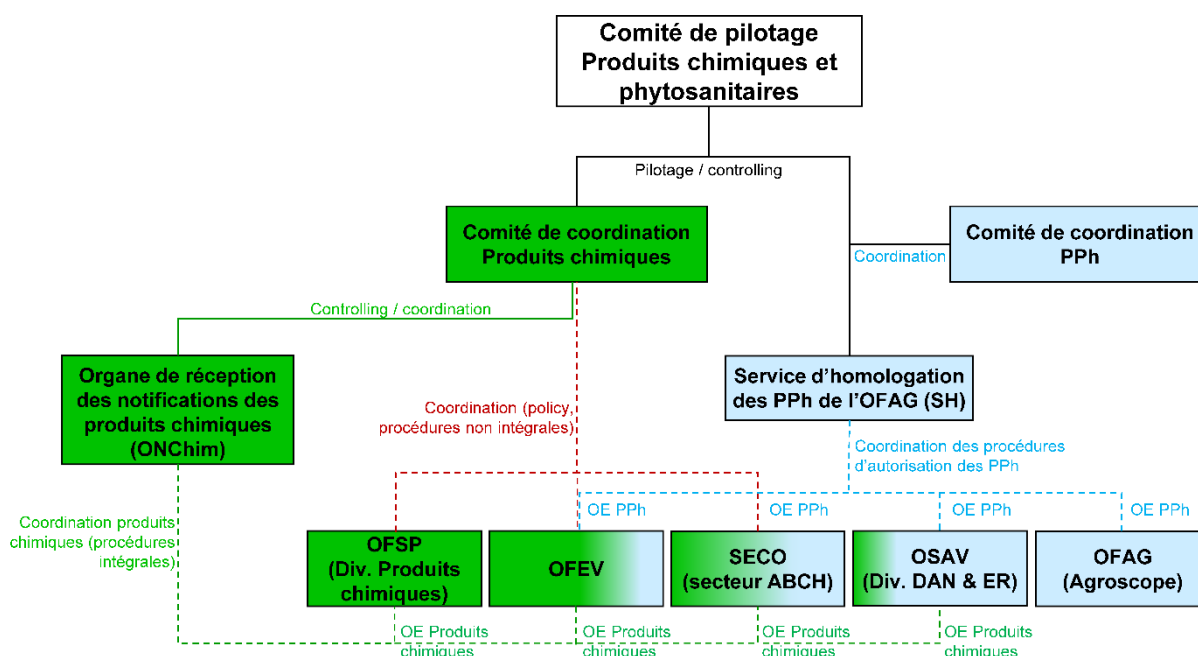 Comité de pilotage
Produits chimiques et
phytosanitaires
Pilotage / controlling
Comité de coordination
Produits chimiques
Coordination
Comité de coordination
PPh
Controlling / coordination
Organe de réception
des notifications des
produits chimiques
(ONChim)
Service d’homologation
des PPh de l’OFAG (SH)
Coordination (policy,
procédures non intégrales)
Coordination des procédures
d’autorisation des PPh
Coordination produits
chimiques (procédures
intégrales)
OE PPh
OE PPh
OE PPh
OE PPh
OFSP
(Div. Produits
chimiques)
OFEV
SECO
(secteur ABCH)
OSAV
(Div. DAN & ER)
OFAG
(Agroscope)
OE Produits
chimiques
OE Produits
chimiques
OE Produits
chimiques
OE Produits
chimiques